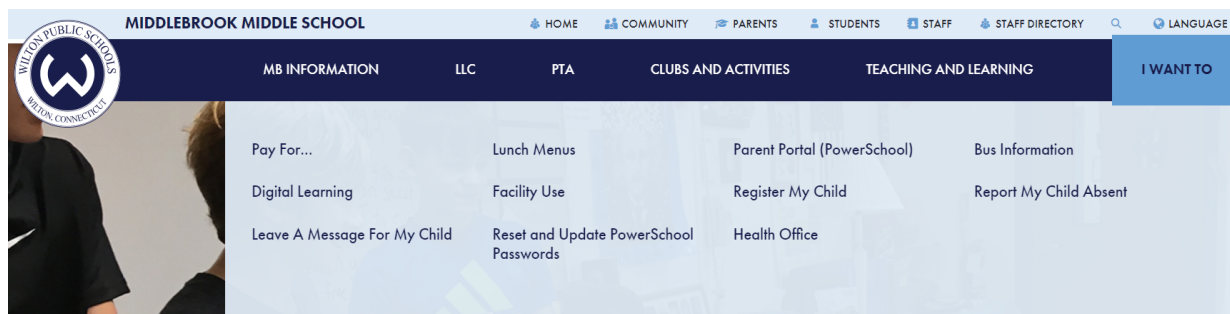 MIDDLEBROOK MIDDLE SCHOOL
HOME COMMUNITY PARENTS STUDENTS STAFF STAFF DIRECTORY LANGUAGE
WILTON PUBLIC SCHOOLS
W
WILTON, CONNECTICUT
MB INFORMATION LLC PTA CLUBS AND ACTIVITIES TEACHING AND LEARNING I WANT TO
Pay For... Lunch Menus Parent Portal (PowerSchool) Bus Information
Digital Learning Facility Use Register My Child Report My Child Absent
Leave A Message For My Child Reset and Update PowerSchool Health Office
Passwords